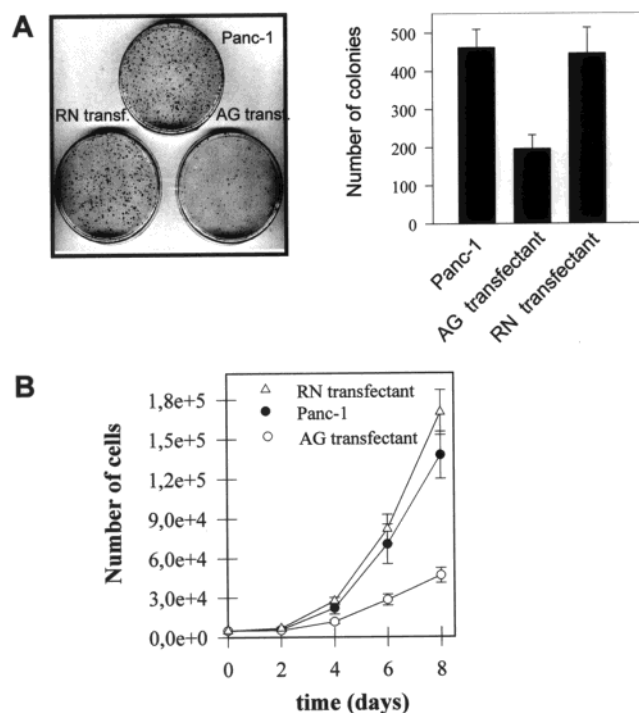 A
Panc-1
RN transf.
AG transf.
Number of colonies
500
400
300
200
100
0
Panc-1
AG transfectant
RN transfectant
B
Number of cells
1,8e+5
1,5e+5
1,2e+5
9,0e+4
6,0e+4
3,0e+4
0,0e+0
RN transfectant
Panc-1
AG transfectant
0
2
4
6
8
time (days)